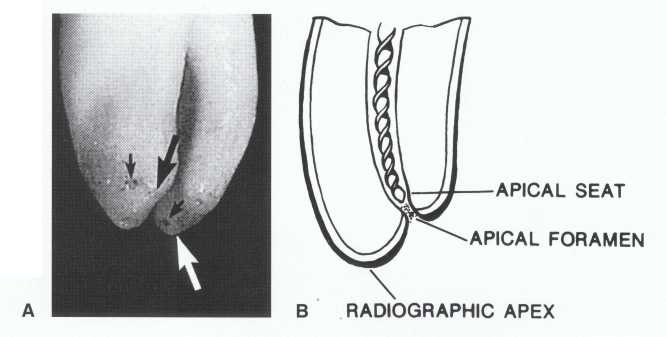 APICAL SEAT
APICAL FORAMEN
A
B
RADIOGRAPHIC APEX